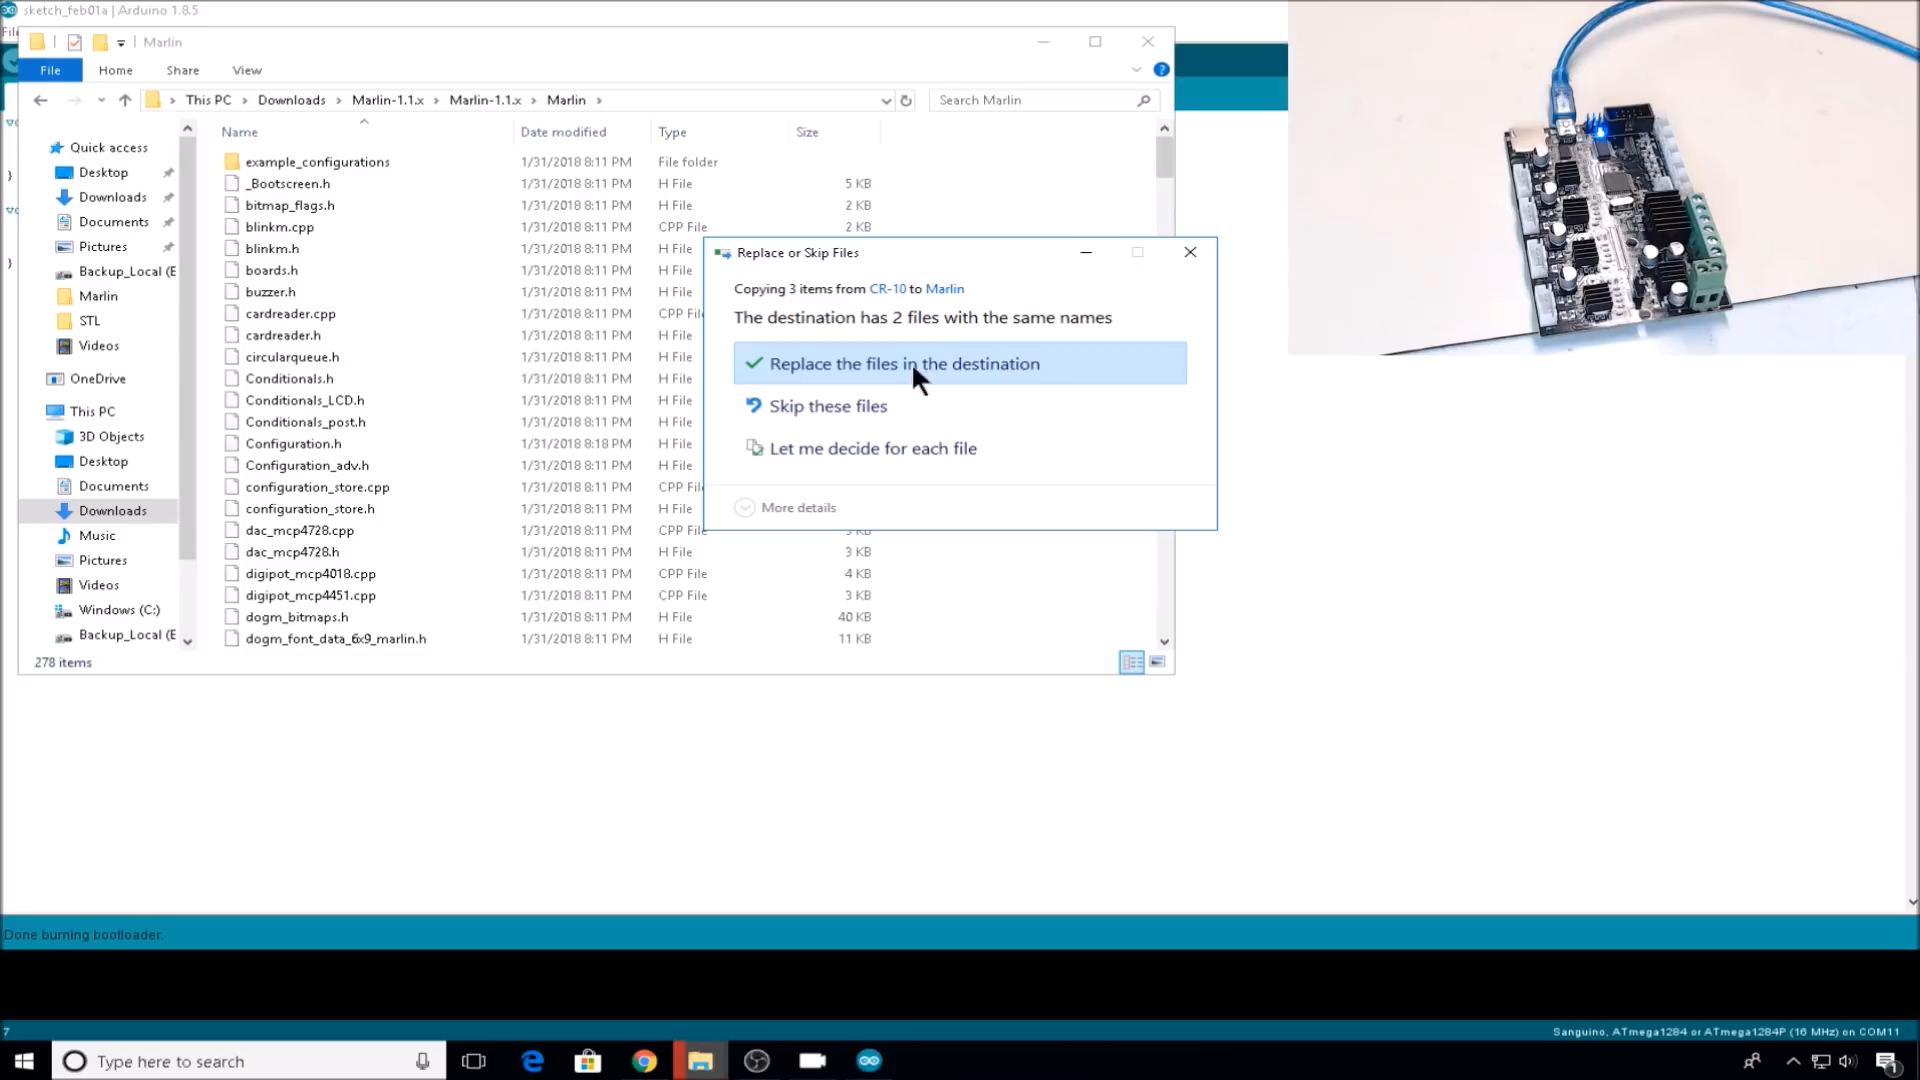 sketch_feb01a | Arduino 1.8.5
Fil
Marlin
File Home Share View
This PC > Downloads > Marlin-1.1.x > Marlin-1.1.x > Marlin >
Search Marlin
Quick access
Desktop
Downloads
Documents
Pictures
Backup_Local (E
Marlin
STL
Videos
OneDrive
This PC
3D Objects
Desktop
Documents
Downloads
Music
Pictures
Videos
Windows (C:)
Backup_Local (E
Name Date modified Type Size
example_configurations 1/31/2018 8:11 PM File folder
_Bootscreen.h 1/31/2018 8:11 PM H File 5 KB
bitmap_flags.h 1/31/2018 8:11 PM H File 2 KB
blinkm.cpp 1/31/2018 8:11 PM CPP File 2 KB
blinkm.h 1/31/2018 8:11 PM H File
boards.h 1/31/2018 8:11 PM H File
buzzer.h 1/31/2018 8:11 PM H File
cardreader.cpp 1/31/2018 8:11 PM CPP File
cardreader.h 1/31/2018 8:11 PM H File
circularqueue.h 1/31/2018 8:11 PM H File
Conditionals.h 1/31/2018 8:11 PM H File
Conditionals_LCD.h 1/31/2018 8:11 PM H File
Conditionals_post.h 1/31/2018 8:11 PM H File
Configuration.h 1/31/2018 8:18 PM H File
Configuration_adv.h 1/31/2018 8:11 PM H File
configuration_store.cpp 1/31/2018 8:11 PM CPP File
configuration_store.h 1/31/2018 8:11 PM H File
dac_mcp4728.cpp 1/31/2018 8:11 PM CPP File
dac_mcp4728.h 1/31/2018 8:11 PM H File 3 KB
digipot_mcp4018.cpp 1/31/2018 8:11 PM CPP File 4 KB
digipot_mcp4451.cpp 1/31/2018 8:11 PM CPP File 3 KB
dogm_bitmaps.h 1/31/2018 8:11 PM H File 40 KB
dogm_font_data_6x9_marlin.h 1/31/2018 8:11 PM H File 11 KB
278 items
Replace or Skip Files
Copying 3 items from CR-10 to Marlin
The destination has 2 files with the same names
Replace the files in the destination
Skip these files
Let me decide for each file
More details
Done burning bootloader.
7
Sanguino, ATmega1284 or ATmega1284P (16 MHz) on COM11
Type here to search
1